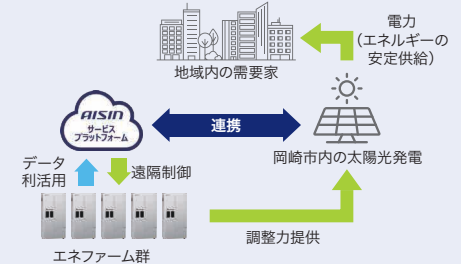 電力
（エネルギーの
安定供給）
地域内の需要家
AISIN
サービス
プラットフォーム
連携
岡崎市内の太陽光発電
データ
利活用
遠隔制御
調整力提供
エネファーム群